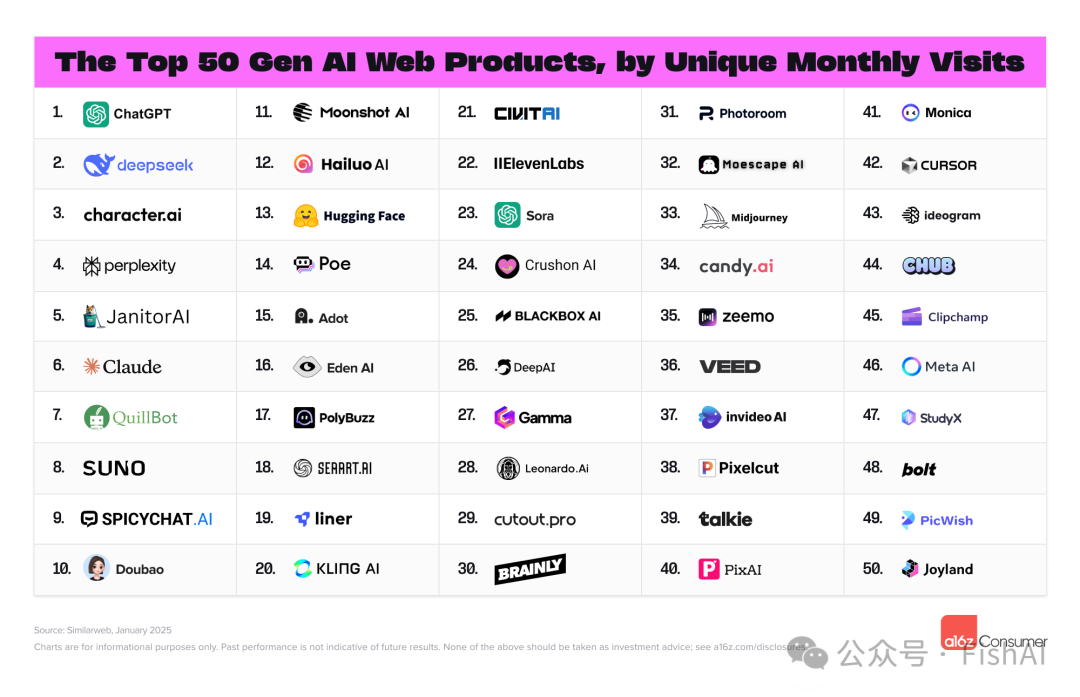 The Top 50 Gen AI Web Products, by Unique Monthly Visits
1. ChatGPT
11. Moonshot AI
21. CIVITAI
31. Photoroom
41. Monica
2. deepseek
12. Hailuo AI
22. IIElevenLabs
32. Moescape AI
42. CURSOR
3. character.ai
13. Hugging Face
23. Sora
33. Midjourney
43. ideogram
4. perplexity
14. Poe
24. Crushon AI
34. candy.ai
44. CHUB
5. JanitorAI
15. Adot
25. BLACKBOX AI
35. zeemo
45. Clipchamp
6. Claude
16. Eden AI
26. DeepAI
36. VEED
46. Meta AI
7. QuillBot
17. PolyBuzz
27. Gamma
37. invideo AI
47. StudyX
8. SUNO
18. SEAART.AI
28. Leonardo.Ai
38. Pixelcut
48. bolt
9. SPICYCHAT.AI
19. liner
29. cutout.pro
39. talkie
49. PicWish
10. Doubao
20. KLING AI
30. BRAINLY
40. PixAI
50. Joyland
Source: Similarweb, January 2025
Charts are for informational purposes only. Past performance is not indicative of future results. None of the above should be taken as investment advice; see a16z.com/disclosures.
a16z Consumer
公众号 · FishAI